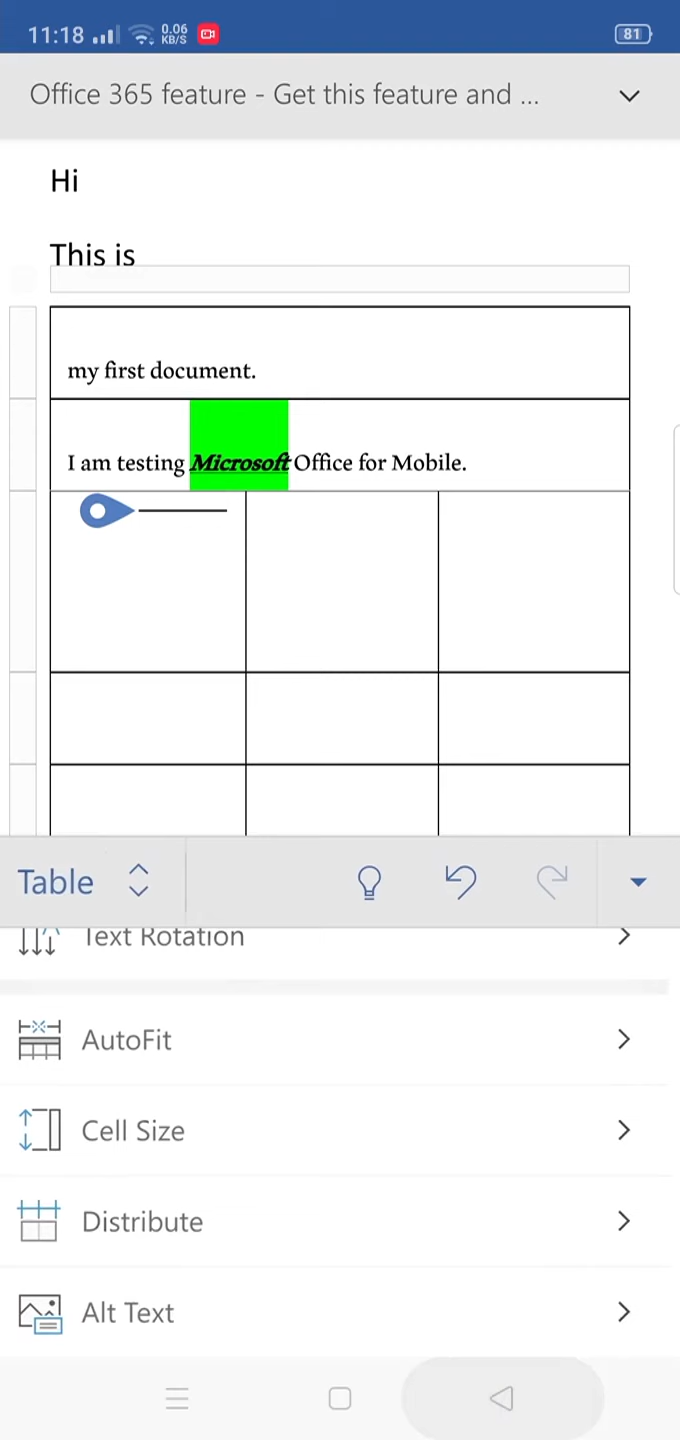 11:18 0.06 KB/S 81
Office 365 feature - Get this feature and ...
Hi
This is
my first document.
I am testing Microsoft Office for Mobile.
Table
Text Rotation
AutoFit
Cell Size
Distribute
Alt Text